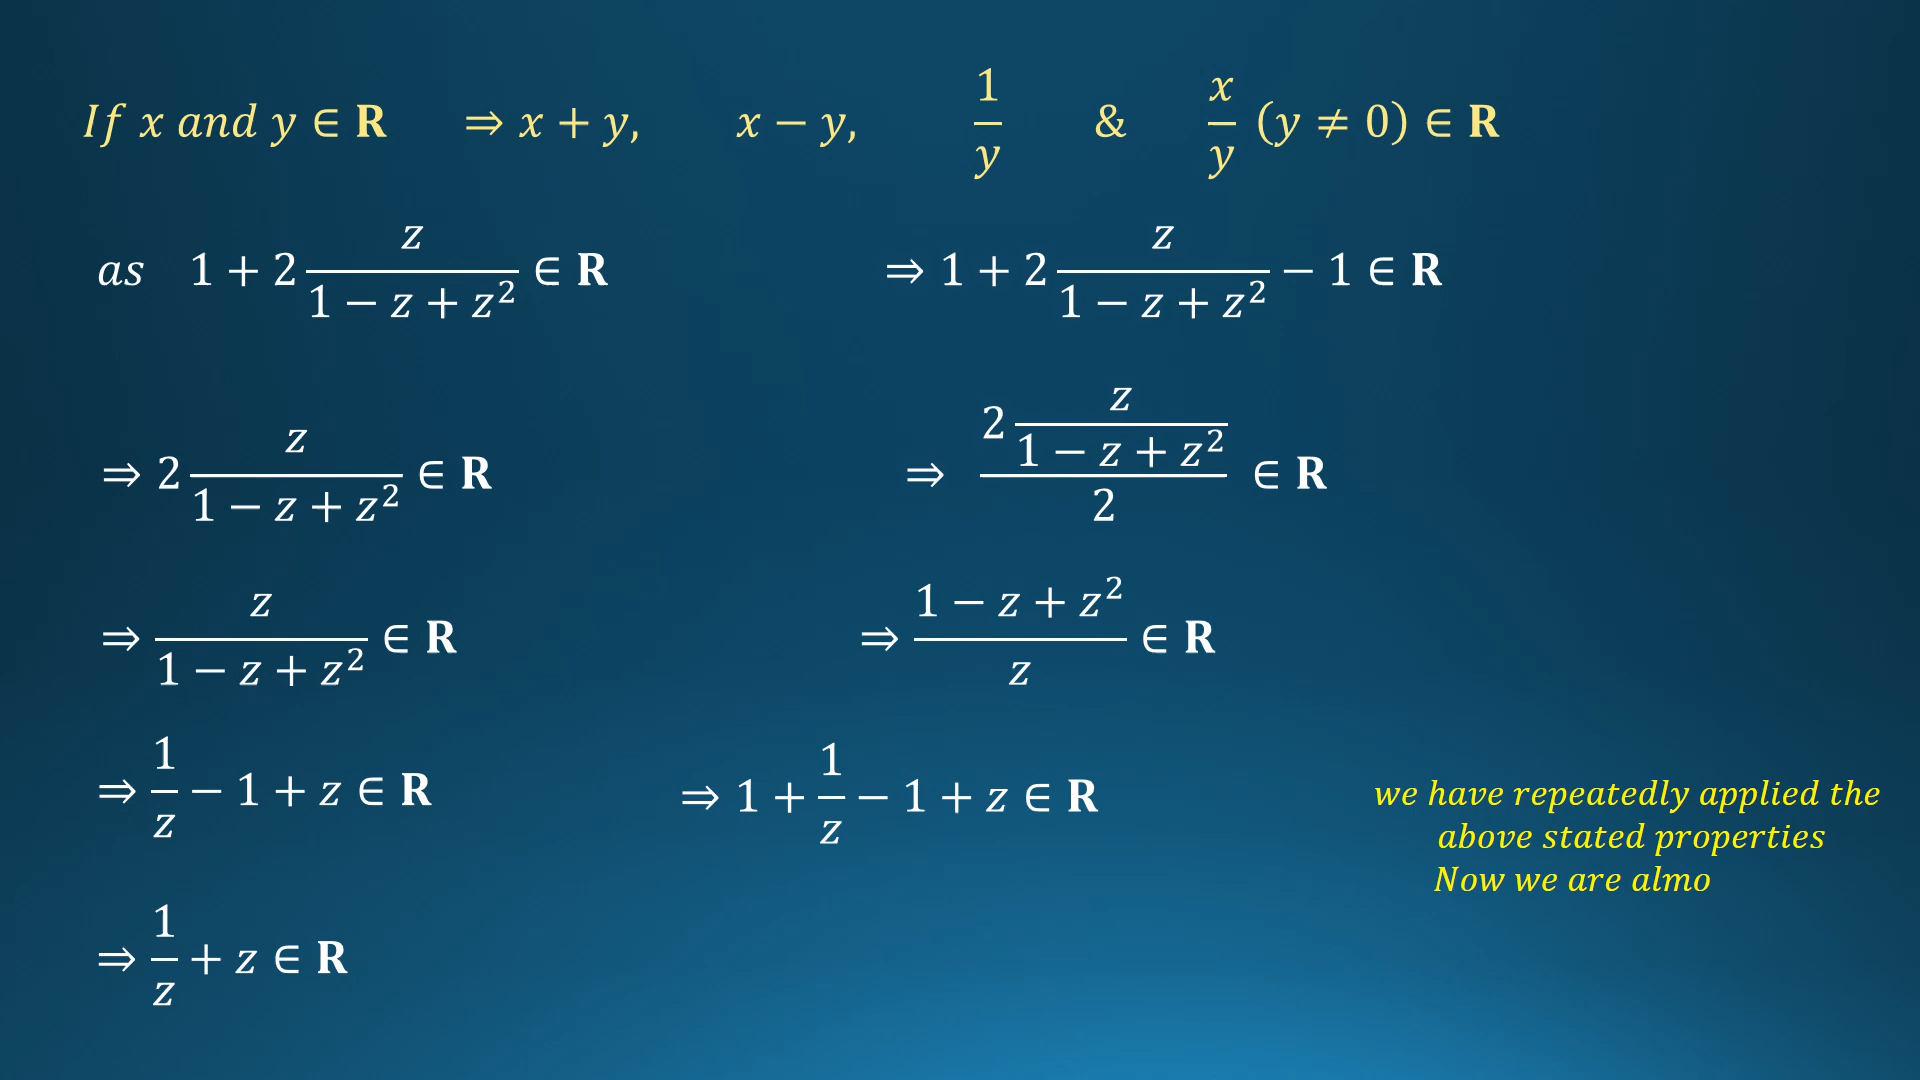 If x and y ∈ R ⇒ x + y, x − y, 1/y & x/y (y ≠ 0) ∈ R
as 1 + 2 z/(1 − z + z²) ∈ R ⇒ 1 + 2 z/(1 − z + z²) − 1 ∈ R
⇒ 2 z/(1 − z + z²) ∈ R ⇒ (2 z/(1 − z + z²))/2 ∈ R
⇒ z/(1 − z + z²) ∈ R ⇒ (1 − z + z²)/z ∈ R
⇒ 1/z − 1 + z ∈ R ⇒ 1 + 1/z − 1 + z ∈ R
we have repeatedly applied the
above stated properties
Now we are almo
⇒ 1/z + z ∈ R